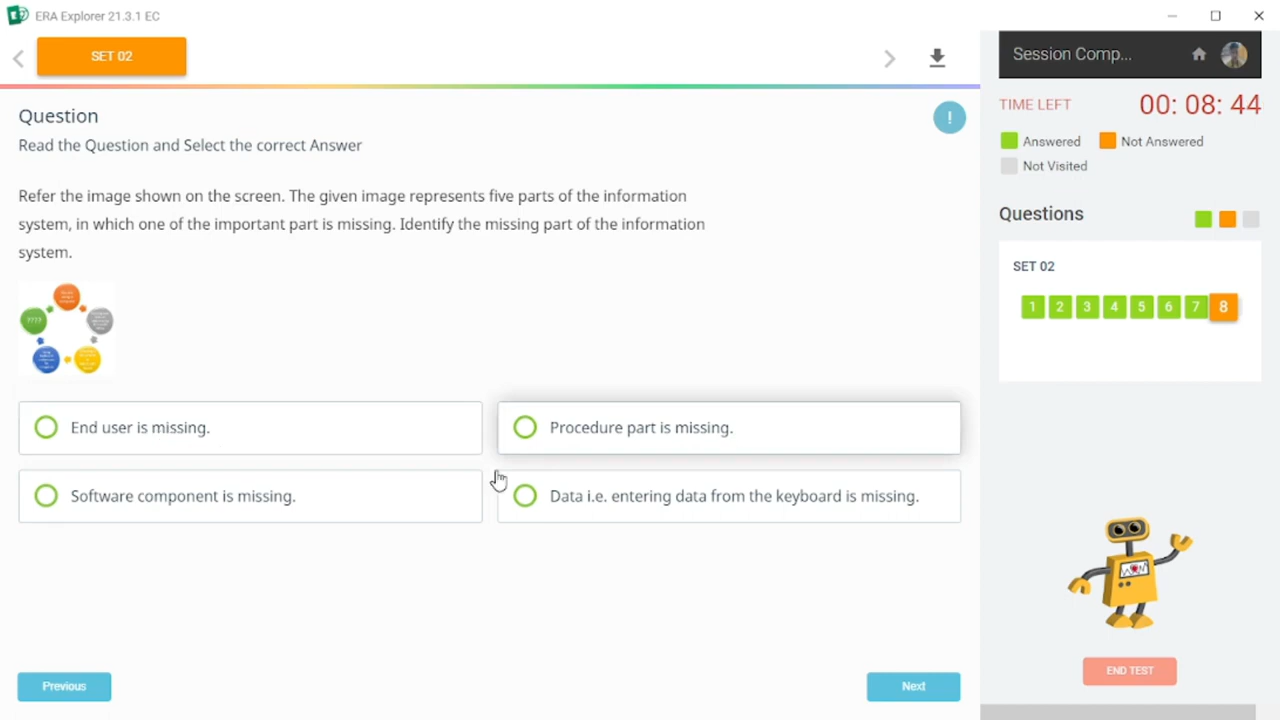 ERA Explorer 21.3.1 EC
SET 02
Session Comp...
Question
!
TIME LEFT
00: 08: 44
Read the Question and Select the correct Answer
Answered
Not Answered
Not Visited
Refer the image shown on the screen. The given image represents five parts of the information
system, in which one of the important part is missing. Identify the missing part of the information
system.
Questions
SET 02
1 2 3 4 5 6 7 8
????
End user is missing.
Procedure part is missing.
Software component is missing.
Data i.e. entering data from the keyboard is missing.
Previous
Next
END TEST